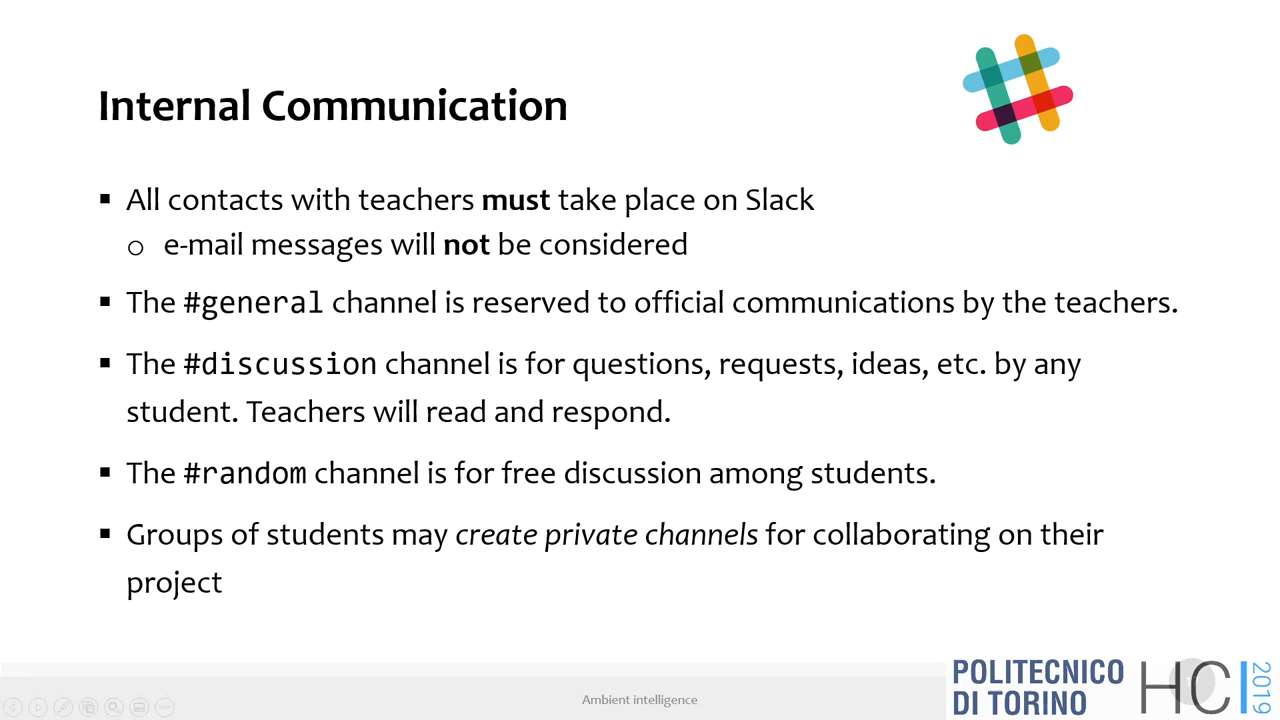 Internal Communication
▪ All contacts with teachers must take place on Slack
o e-mail messages will not be considered
▪ The #general channel is reserved to official communications by the teachers.
▪ The #discussion channel is for questions, requests, ideas, etc. by any
student. Teachers will read and respond.
▪ The #random channel is for free discussion among students.
▪ Groups of students may create private channels for collaborating on their
project
Ambient intelligence
POLITECNICO
DI TORINO
HCI
2019